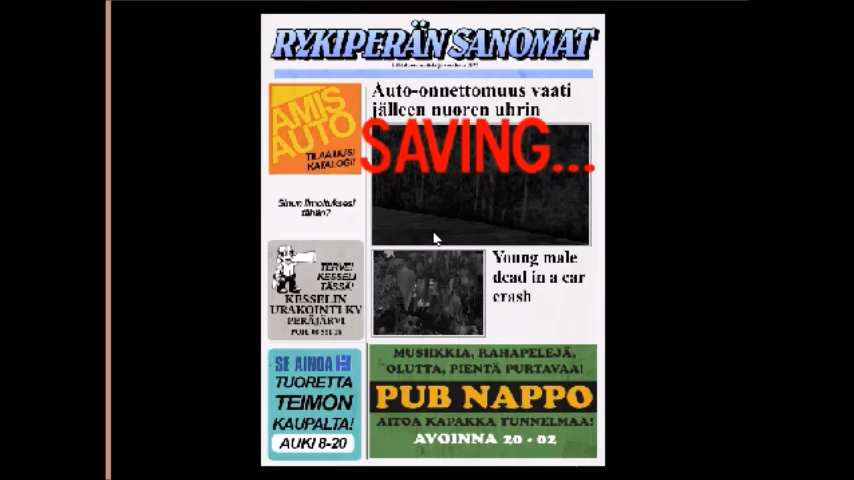 RYKIPERÄN SANOMAT
Auto-onnettomuus vaati
jälleen nuoren uhrin
SAVING...
AMIS
AUTO
TILAA UUSI
KATALOGI!
Sinun ilmoituksesi
tähän?
TERVE!
KESSELI
TÄSSÄ!
KESSELIN
URAKOINTI KY
PERÄJÄRVI
Young male
dead in a car
crash
SE AINOA
TUORETTA
TEIMON
KAUPALTA!
AUKI 8-20
MUSIIKKIA, RAHAPELEJÄ,
OLUTTA, PIENTÄ PURTAVAA!
PUB NAPPO
AITOA KAPAKKA TUNNELMAA!
AVOINNA 20 - 02